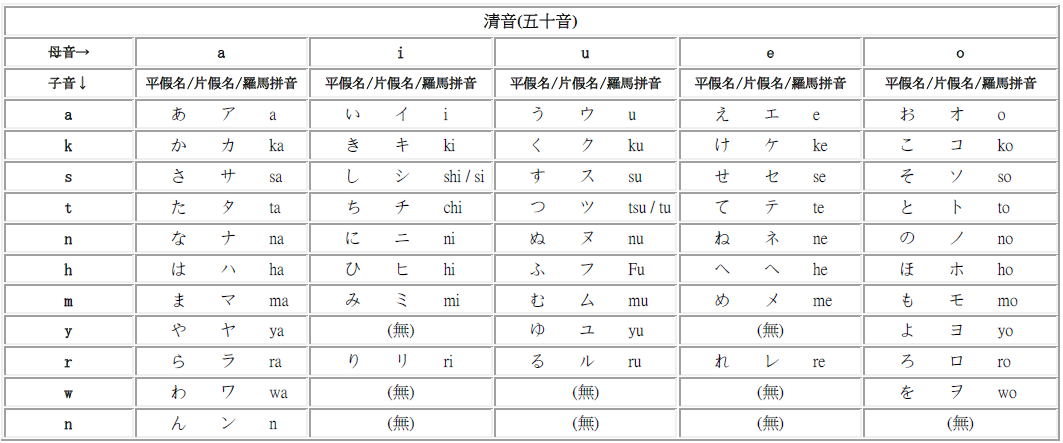 清音(五十音)
母音→ a i u e o
子音↓ 平假名/片假名/羅馬拼音 平假名/片假名/羅馬拼音 平假名/片假名/羅馬拼音 平假名/片假名/羅馬拼音 平假名/片假名/羅馬拼音
a あ ア a い イ i う ウ u え エ e お オ o
k か カ ka き キ ki く ク ku け ケ ke こ コ ko
s さ サ sa し シ shi / si す ス su せ セ se そ ソ so
t た タ ta ち チ chi つ ツ tsu / tu て テ te と ト to
n な ナ na に ニ ni ぬ ヌ nu ね ネ ne の ノ no
h は ハ ha ひ ヒ hi ふ フ Fu へ ヘ he ほ ホ ho
m ま マ ma み ミ mi む ム mu め メ me も モ mo
y や ヤ ya (無) ゆ ユ yu (無) よ ヨ yo
r ら ラ ra り リ ri る ル ru れ レ re ろ ロ ro
w わ ワ wa (無) (無) (無) を ヲ wo
n ん ン n (無) (無) (無) (無)